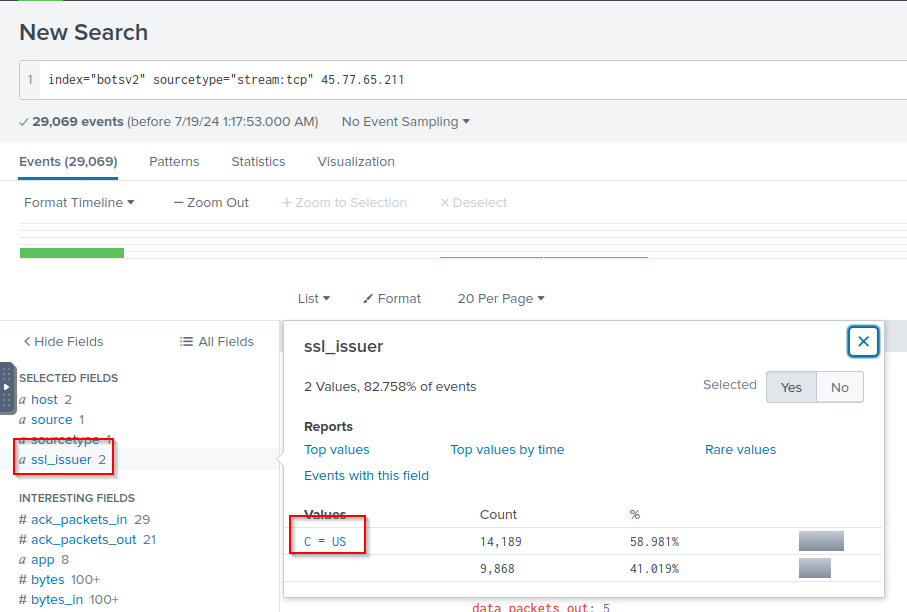 New Search
1 index="botsv2" sourcetype="stream:tcp" 45.77.65.211
✓ 29,069 events (before 7/19/24 1:17:53.000 AM) No Event Sampling ▾
Events (29,069) Patterns Statistics Visualization
Format Timeline ▾ — Zoom Out + Zoom to Selection × Deselect
List ▾ Format 20 Per Page ▾
< Hide Fields All Fields
SELECTED FIELDS
a host 2
a source 1
a sourcetype 1
a ssl_issuer 2
INTERESTING FIELDS
# ack_packets_in 29
# ack_packets_out 21
a app 8
# bytes 100+
# bytes_in 100+
ssl_issuer
2 Values, 82.758% of events Selected Yes No
Reports
Top values Top values by time Rare values
Events with this field
Values Count %
C = US 14,189 58.981%
9,868 41.019%
data_packets_out: 5